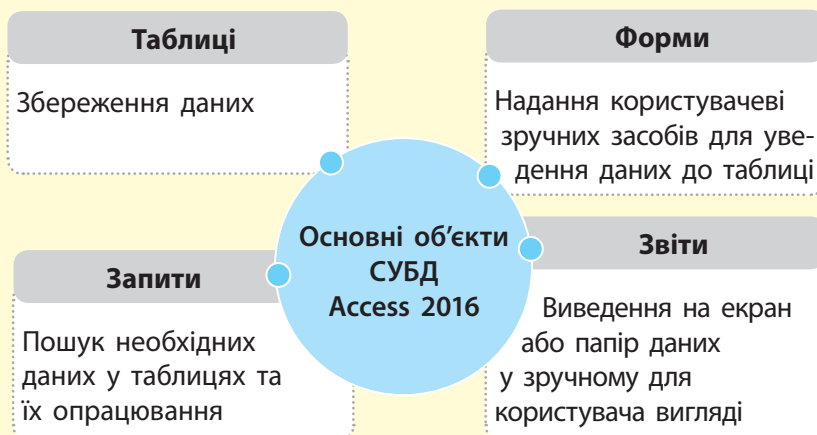 Таблиці
Збереження даних
Форми
Надання користувачеві
зручних засобів для уве-
дення даних до таблиці
Основні об’єкти
СУБД
Access 2016
Запити
Пошук необхідних
даних у таблицях та
їх опрацювання
Звіти
Виведення на екран
або папір даних
у зручному для
користувача вигляді